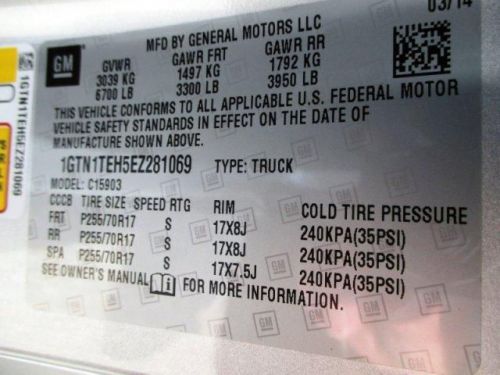 03/14
MFD BY GENERAL MOTORS LLC
GM
GVWR GAWR FRT GAWR RR
3039 KG 1497 KG 1792 KG
6700 LB 3300 LB 3950 LB
THIS VEHICLE CONFORMS TO ALL APPLICABLE U.S. FEDERAL MOTOR
VEHICLE SAFETY STANDARDS IN EFFECT ON THE DATE OF
MANUFACTURE SHOWN ABOVE.
1GTN1TEH5EZ281069 TYPE: TRUCK
MODEL: C15903
CCCB TIRE SIZE SPEED RTG RIM COLD TIRE PRESSURE
FRT P255/70R17 S 17X8J 240KPA(35PSI)
RR P255/70R17 S 17X8J 240KPA(35PSI)
SPA P255/70R17 S 17X7.5J 240KPA(35PSI)
SEE OWNER'S MANUAL FOR MORE INFORMATION.
1GTN1TEH5EZ281069